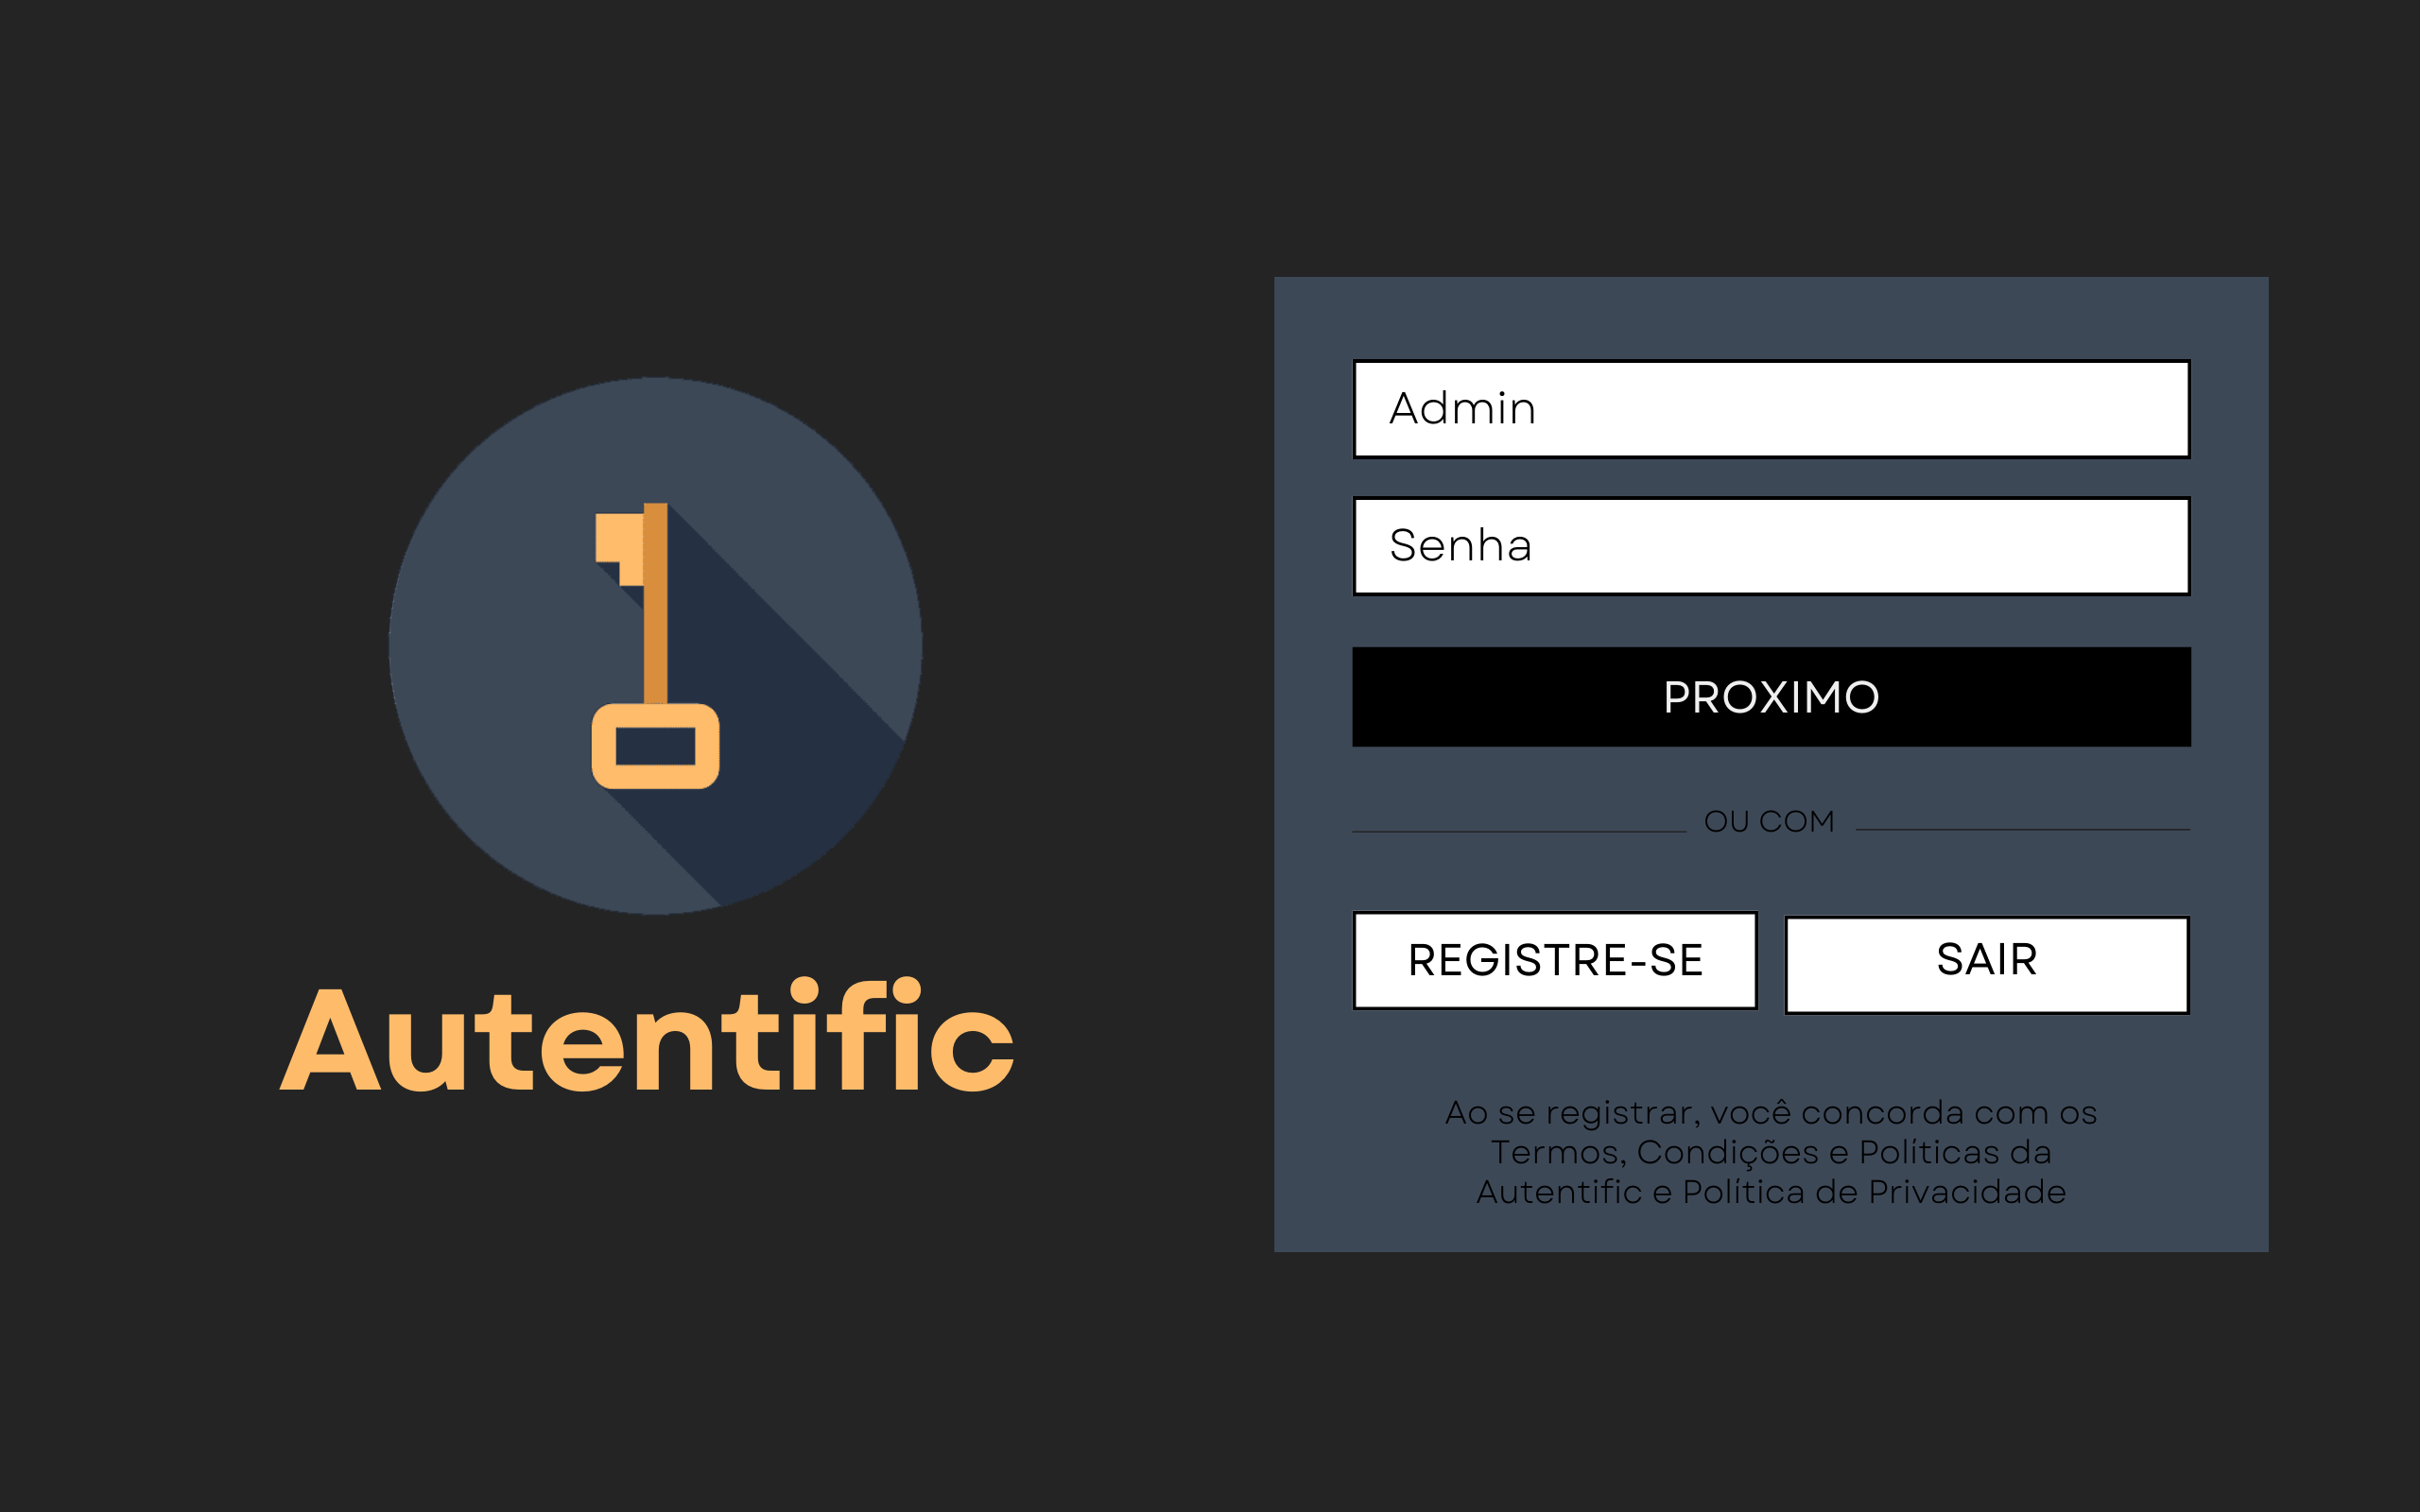 Autentific
Admin
Senha
PROXIMO
OU COM
REGISTRE-SE
SAIR
Ao se registrar, você concorda com os
Termos, Condições e Políticas da
Autentific e Política de Privacidade